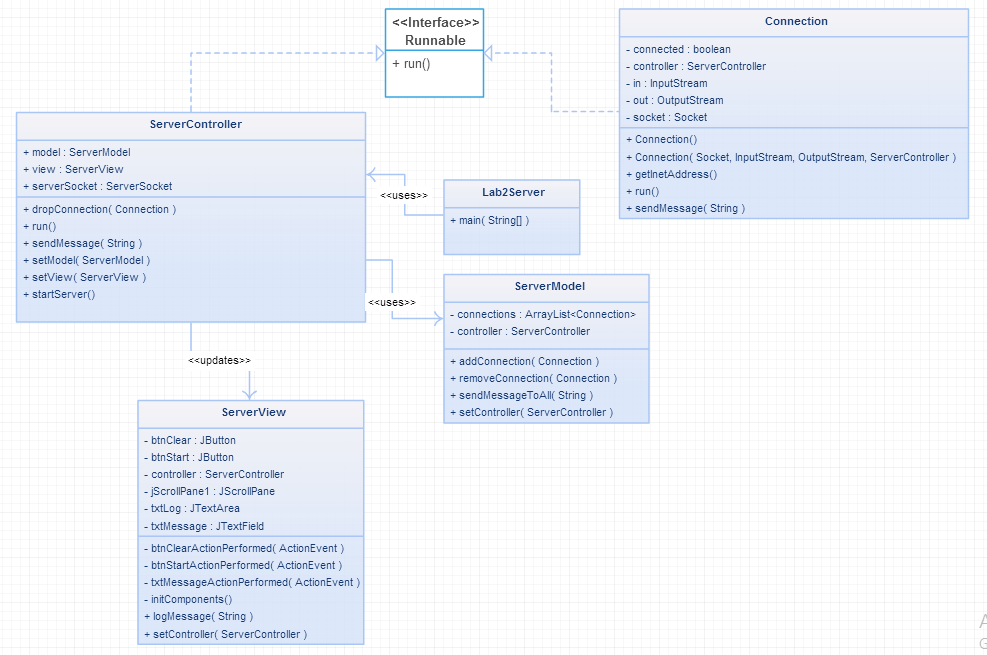 <<Interface>>
Runnable
+ run()
Connection
- connected : boolean
- controller : ServerController
- in : InputStream
- out : OutputStream
- socket : Socket
+ Connection()
+ Connection( Socket, InputStream, OutputStream, ServerController )
+ getInetAddress()
+ run()
+ sendMessage( String )
ServerController
+ model : ServerModel
+ view : ServerView
+ serverSocket : ServerSocket
+ dropConnection( Connection )
+ run()
+ sendMessage( String )
+ setModel( ServerModel )
+ setView( ServerView )
+ startServer()
<<uses>>
Lab2Server
+ main( String[] )
<<uses>>
ServerModel
- connections : ArrayList<Connection>
- controller : ServerController
+ addConnection( Connection )
+ removeConnection( Connection )
+ sendMessageToAll( String )
+ setController( ServerController )
<<updates>>
ServerView
- btnClear : JButton
- btnStart : JButton
- controller : ServerController
- jScrollPane1 : JScrollPane
- txtLog : JTextArea
- txtMessage : JTextField
- btnClearActionPerformed( ActionEvent )
- btnStartActionPerformed( ActionEvent )
- txtMessageActionPerformed( ActionEvent )
- initComponents()
+ logMessage( String )
+ setController( ServerController )